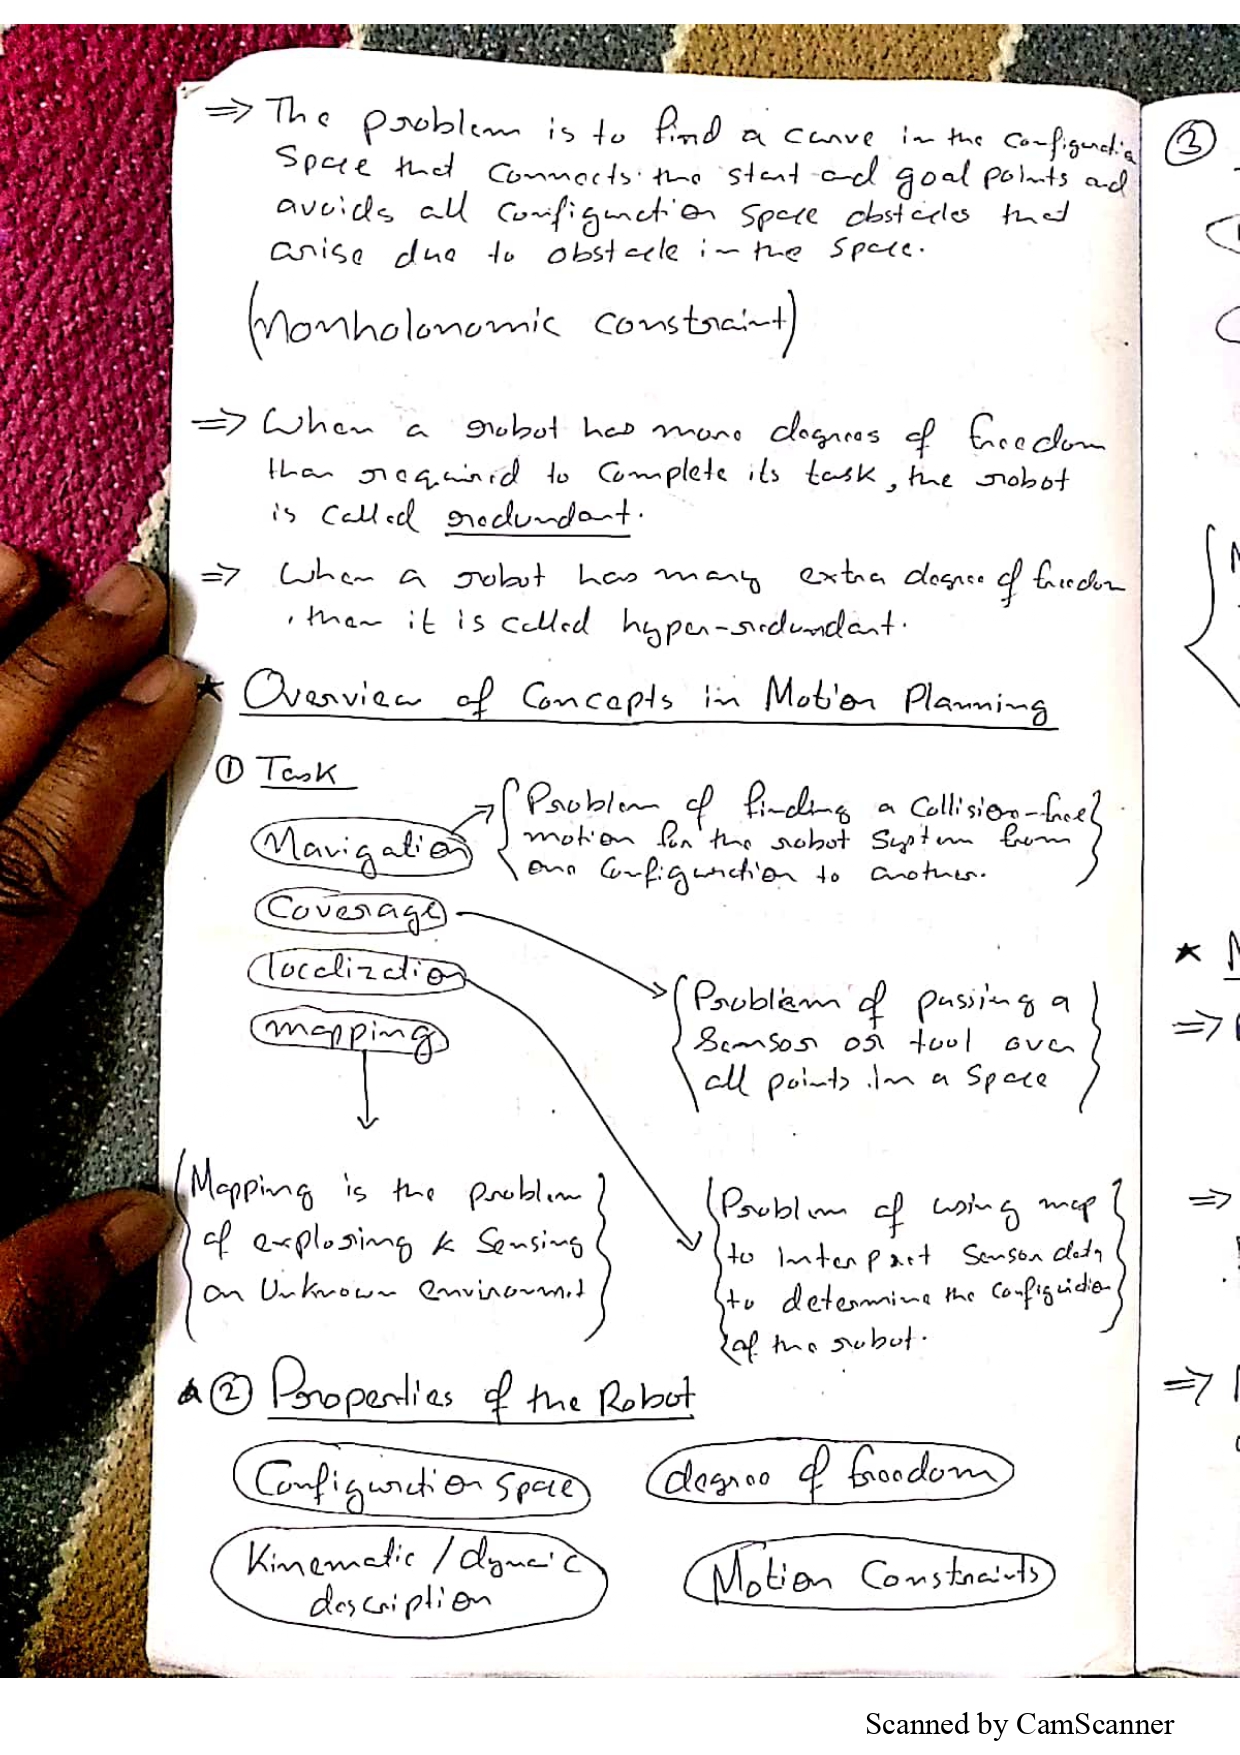 ⇒ The problem is to find a curve in the configuratio
space that connects the start and goal points and
avoids all configuration space obstacles that
arise due to obstacle in the space.
(Nonholonomic constraint)
⇒ When a robot has more degrees of freedom
than required to complete its task, the robot
is called redundant.
⇒ When a robot has many extra degree of freedom
, then it is called hyper-redundant.
★ Overview of Concepts in Motion Planning
① Task
Navigation → {Problem of finding a collision-free
motion for the robot system from
one configuration to another.}
Coverage
localization
mapping
{Problem of passing a
sensor or tool over
all points in a space}
{Mapping is the problem
of exploring & sensing
an unknown environment}
{Problem of using map
to interpret sensor data
to determine the configuration
of the robot.}
② Properties of the Robot
Configuration space
degree of freedom
Kinematic / dynamic
description
Motion Constraints
③
★
⇒
⇒
⇒
Scanned by CamScanner